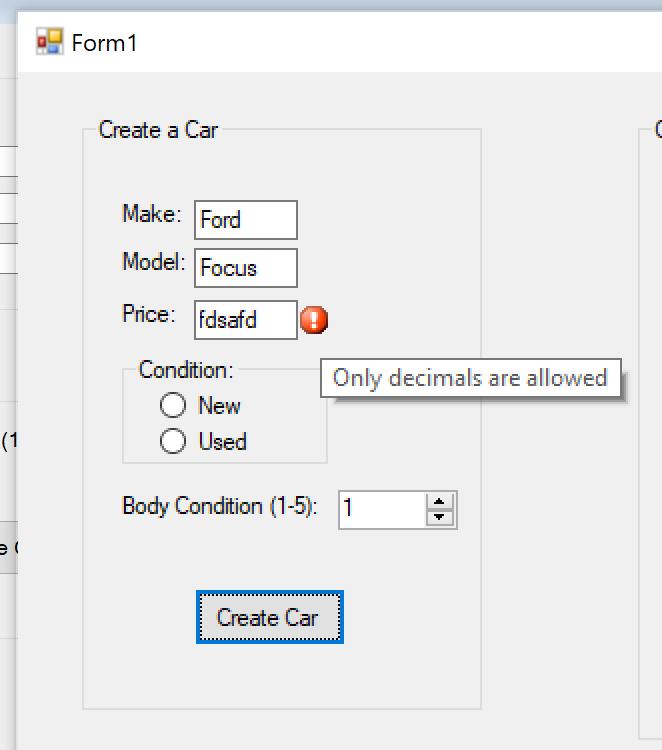 Form1
Create a Car
Make: Ford
Model: Focus
Price: fdsafd
Only decimals are allowed
Condition:
New
Used
(1
Body Condition (1-5): 1
e
Create Car